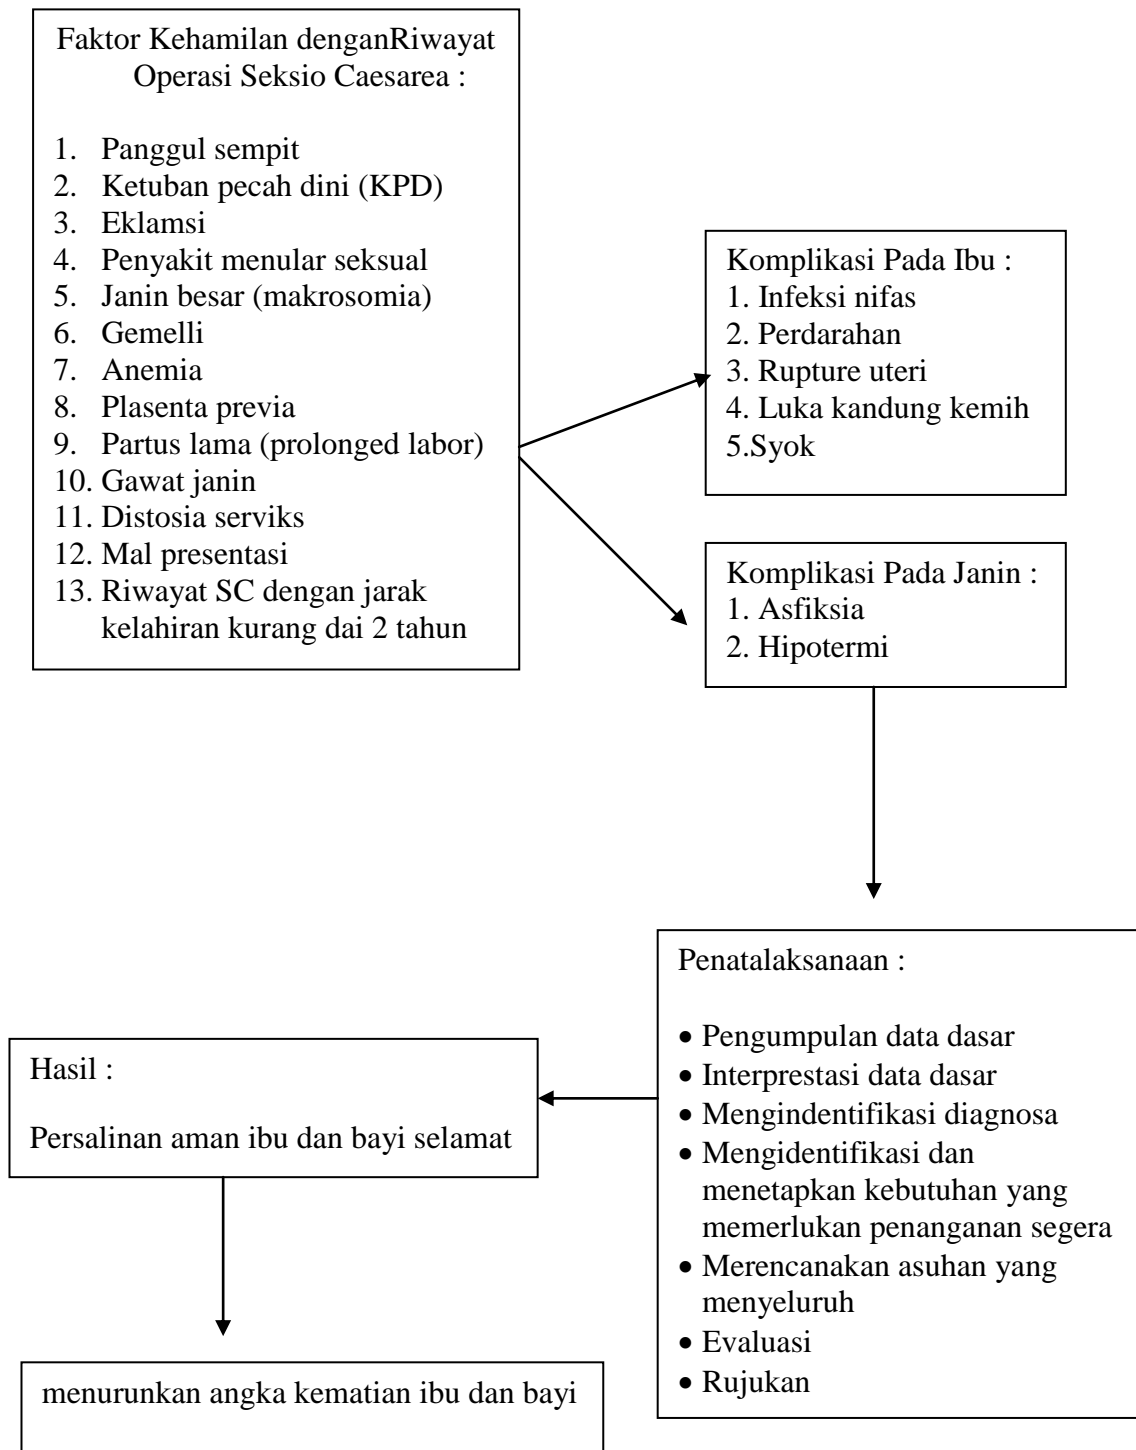 Faktor Kehamilan denganRiwayat
Operasi Seksio Caesarea :
1. Panggul sempit
2. Ketuban pecah dini (KPD)
3. Eklamsi
4. Penyakit menular seksual
5. Janin besar (makrosomia)
6. Gemelli
7. Anemia
8. Plasenta previa
9. Partus lama (prolonged labor)
10. Gawat janin
11. Distosia serviks
12. Mal presentasi
13. Riwayat SC dengan jarak
kelahiran kurang dai 2 tahun
Komplikasi Pada Ibu :
1. Infeksi nifas
2. Perdarahan
3. Rupture uteri
4. Luka kandung kemih
5.Syok
Komplikasi Pada Janin :
1. Asfiksia
2. Hipotermi
Penatalaksanaan :
• Pengumpulan data dasar
• Interprestasi data dasar
• Mengindentifikasi diagnosa
• Mengidentifikasi dan
menetapkan kebutuhan yang
memerlukan penanganan segera
• Merencanakan asuhan yang
menyeluruh
• Evaluasi
• Rujukan
Hasil :
Persalinan aman ibu dan bayi selamat
menurunkan angka kematian ibu dan bayi